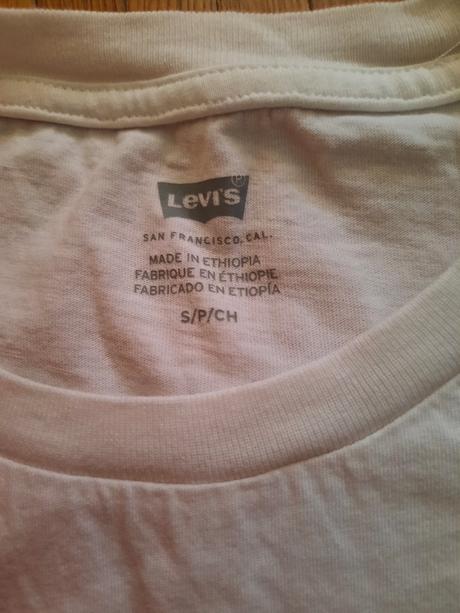 Levi's®
SAN FRANCISCO, CAL.
MADE IN ETHIOPIA
FABRIQUE EN ÉTHIOPIE
FABRICADO EN ETIOPÍA
S/P/CH